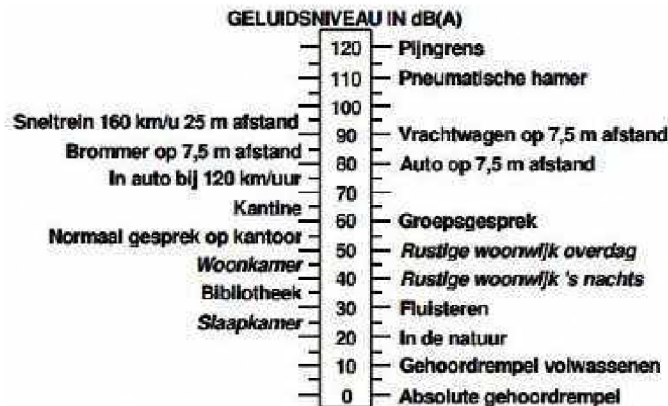 GELUIDSNIVEAU IN dB(A)
120 Pijngrens
110 Pneumatische hamer
100
Sneltrein 160 km/u 25 m afstand
90 Vrachtwagen op 7,5 m afstand
Brommer op 7,5 m afstand
80 Auto op 7,5 m afstand
In auto bij 120 km/uur
70
Kantine
60 Groepsgesprek
Normaal gesprek op kantoor
50 Rustige woonwijk overdag
Woonkamer
40 Rustige woonwijk 's nachts
Bibliotheek
30 Fluisteren
Slaapkamer
20 In de natuur
10 Gehoordrempel volwassenen
0 Absolute gehoordrempel